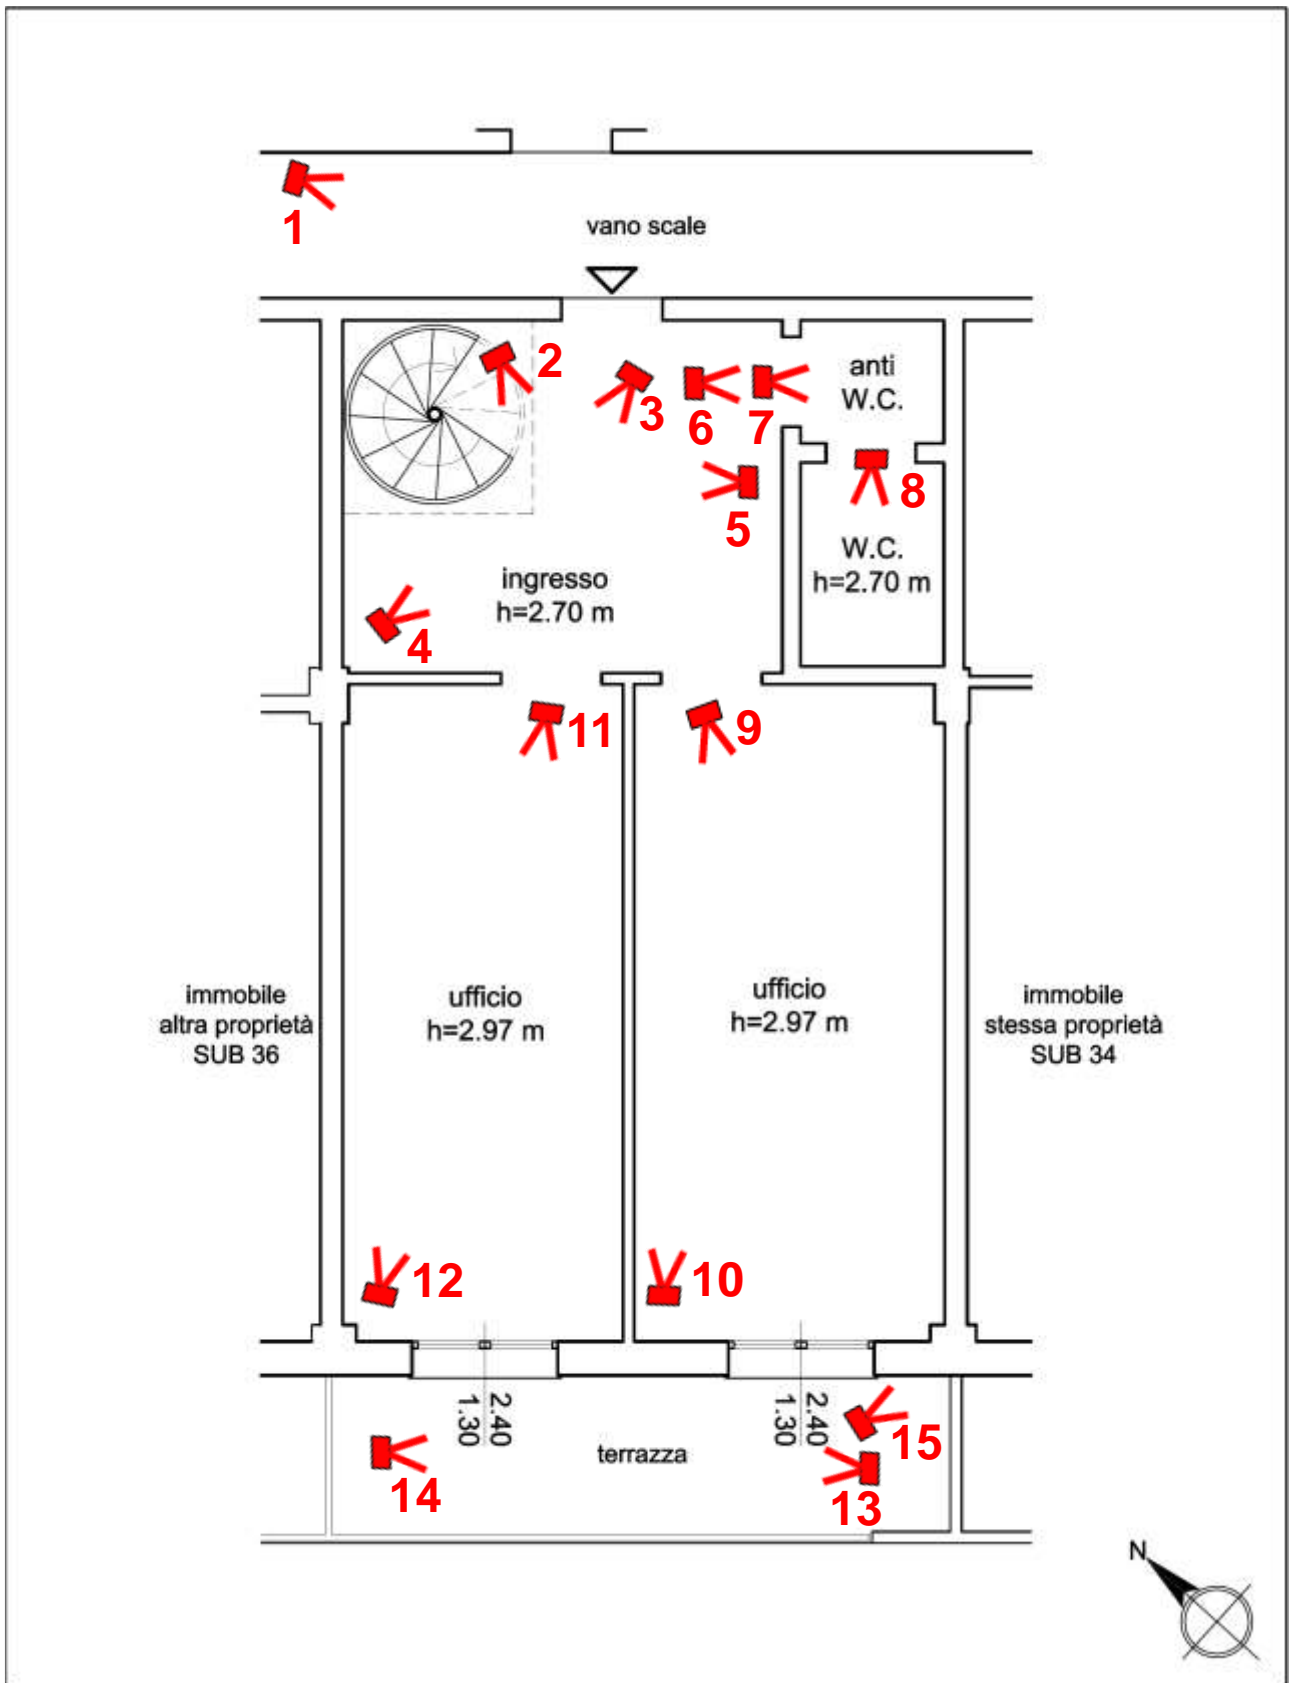 1
vano scale
2
3
6
7
anti
W.C.
5
8
W.C.
h=2.70 m
ingresso
h=2.70 m
4
11
9
immobile
altra proprietà
SUB 36
ufficio
h=2.97 m
ufficio
h=2.97 m
immobile
stessa proprietà
SUB 34
12
10
2.40
1.30
2.40
1.30
terrazza
15
14
13
N